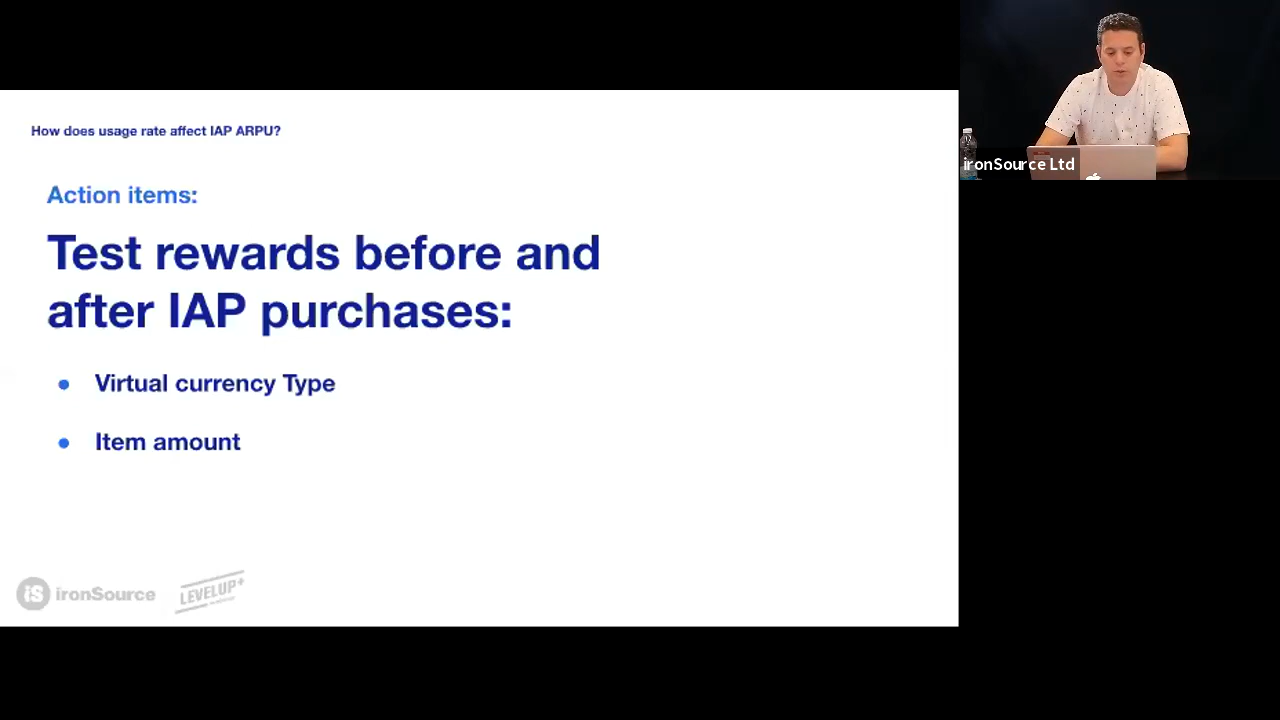 How does usage rate affect IAP ARPU?
Action items:
Test rewards before and
after IAP purchases:
● Virtual currency Type
● Item amount
iS ironSource
LEVELUP+
ironSource Ltd